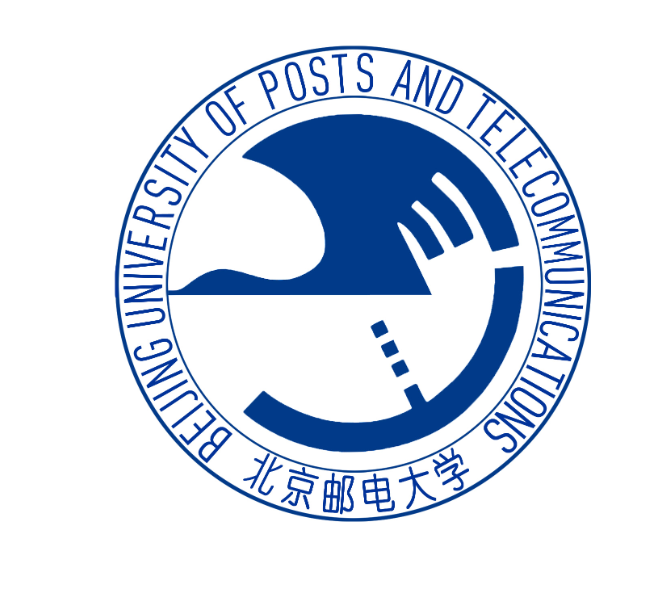 BEIJING UNIVERSITY OF POSTS AND TELECOMMUNICATIONS
北京邮电大学